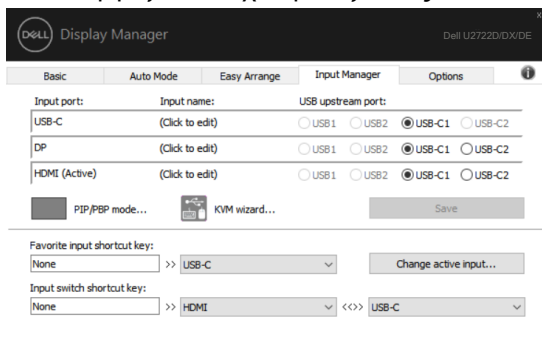 DELL Display Manager
x
Dell U2722D/DX/DE
Basic Auto Mode Easy Arrange Input Manager Options i
Input port: Input name: USB upstream port:
USB-C (Click to edit) USB1 USB2 USB-C1 USB-C2
DP (Click to edit) USB1 USB2 USB-C1 USB-C2
HDMI (Active) (Click to edit) USB1 USB2 USB-C1 USB-C2
PIP/PBP mode... KVM wizard... Save
Favorite input shortcut key:
None >> USB-C Change active input...
Input switch shortcut key:
None >> HDMI <<>> USB-C